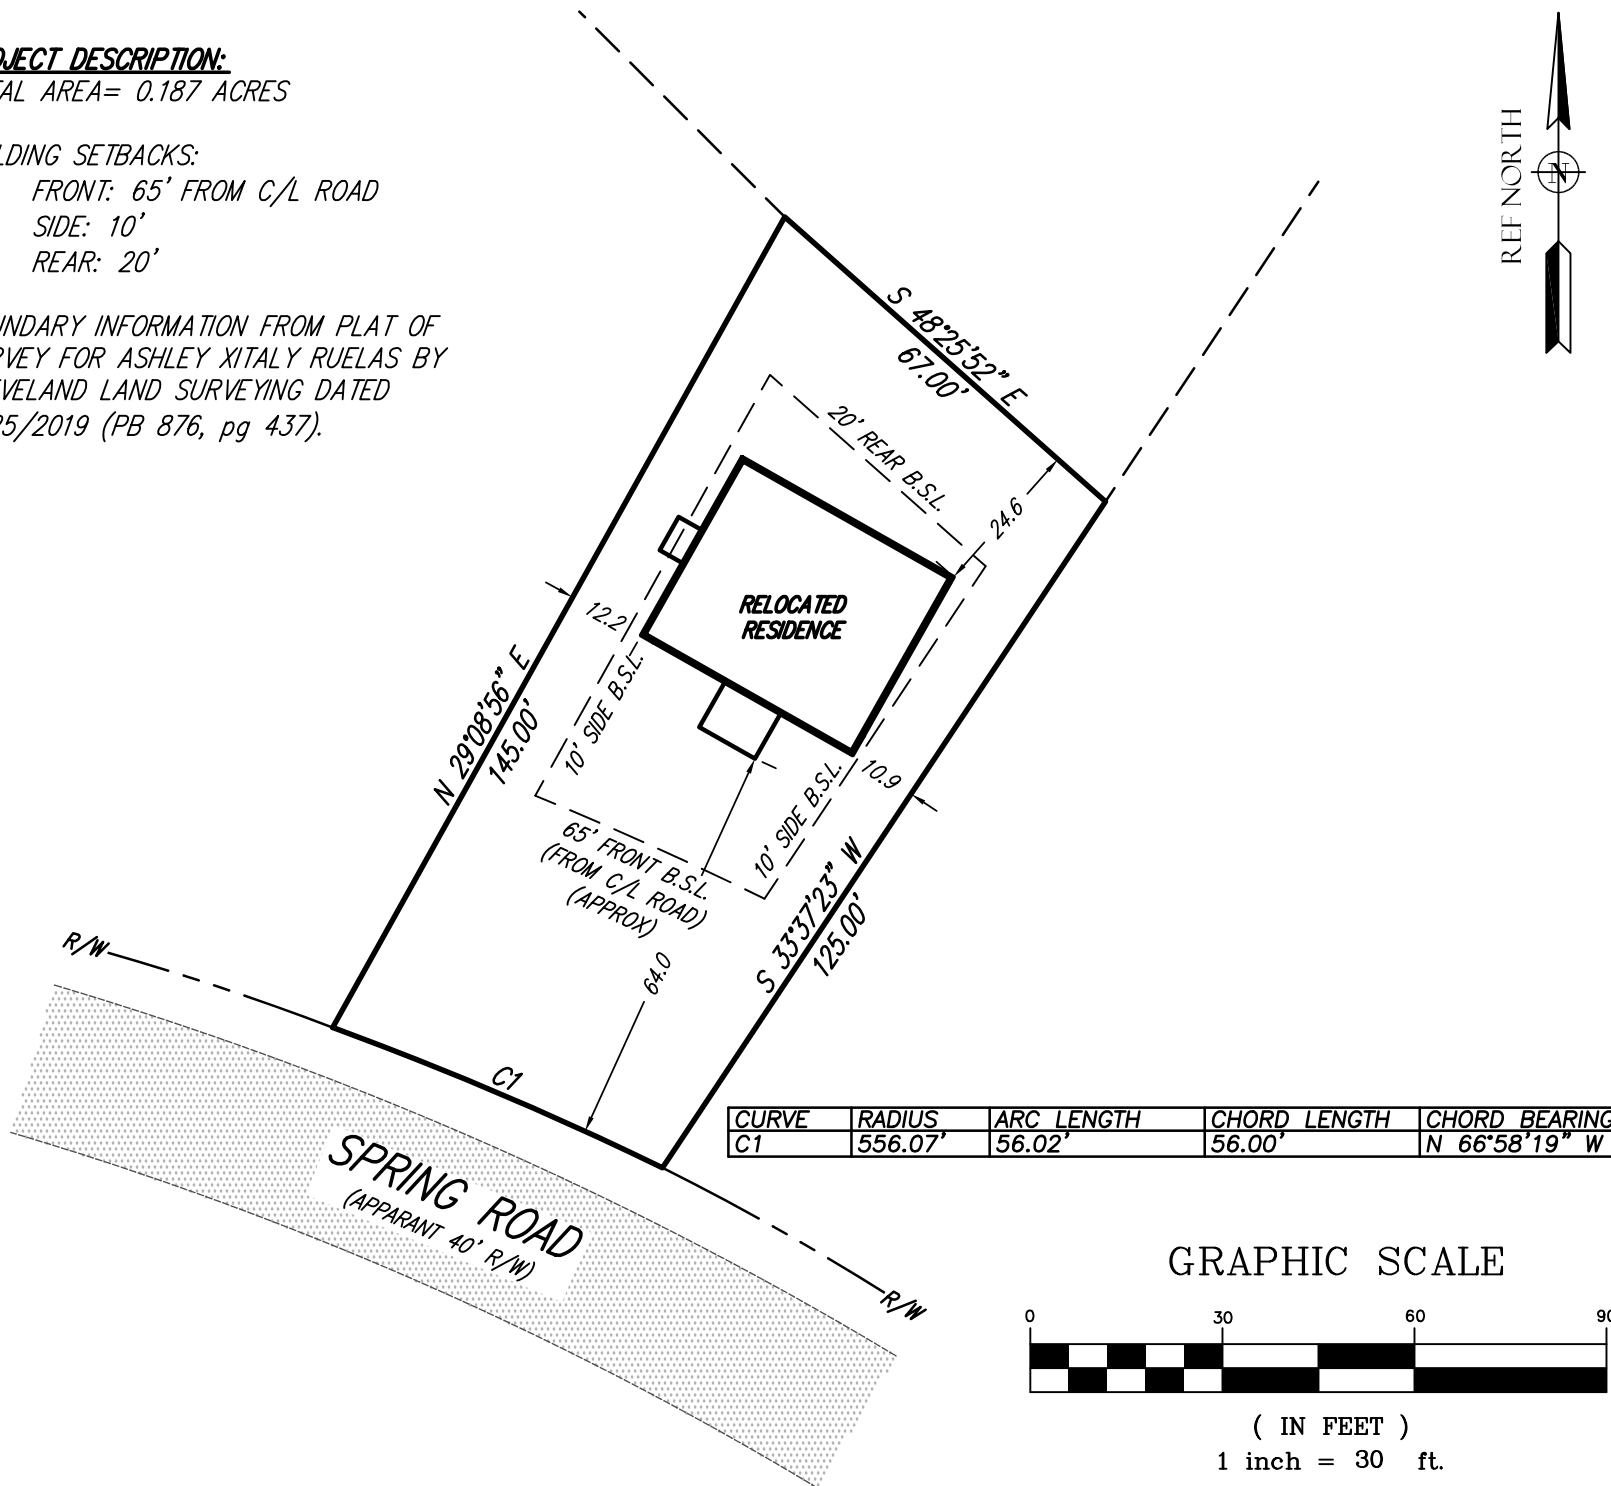 OJECT DESCRIPTION:
AL AREA= 0.187 ACRES
LDING SETBACKS:
FRONT: 65' FROM C/L ROAD
SIDE: 10'
REAR: 20'
UNDARY INFORMATION FROM PLAT OF
RVEY FOR ASHLEY XITALY RUELAS BY
EVELAND LAND SURVEYING DATED
25/2019 (PB 876, pg 437).
REF NORTH
N
S 48°25'52" E
67.00'
20' REAR B.S.L.
24.6
RELOCATED
RESIDENCE
12.2
10' SIDE B.S.L.
N 29°08'56" E
145.00'
10.9
10' SIDE B.S.L.
65' FRONT B.S.L.
(FROM C/L ROAD)
(APPROX)
S 33°37'23" W
125.00'
64.0
R/W
C1
CURVE RADIUS ARC LENGTH CHORD LENGTH CHORD BEARING
C1 556.07' 56.02' 56.00' N 66°58'19" W
SPRING ROAD
(APPARANT 40' R/W)
R/W
GRAPHIC SCALE
0 30 60 90
( IN FEET )
1 inch = 30 ft.